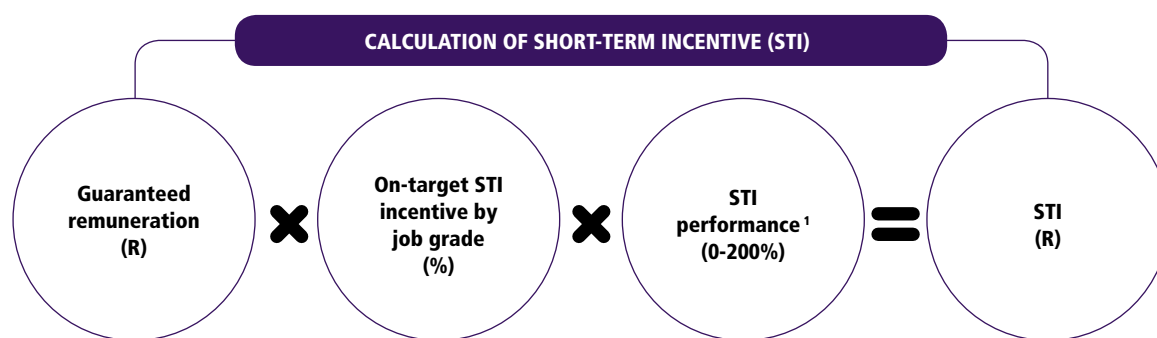 CALCULATION OF SHORT-TERM INCENTIVE (STI)
Guaranteed
remuneration
(R)
On-target STI
incentive by
job grade
(%)
STI
performance ¹
(0-200%)
STI
(R)